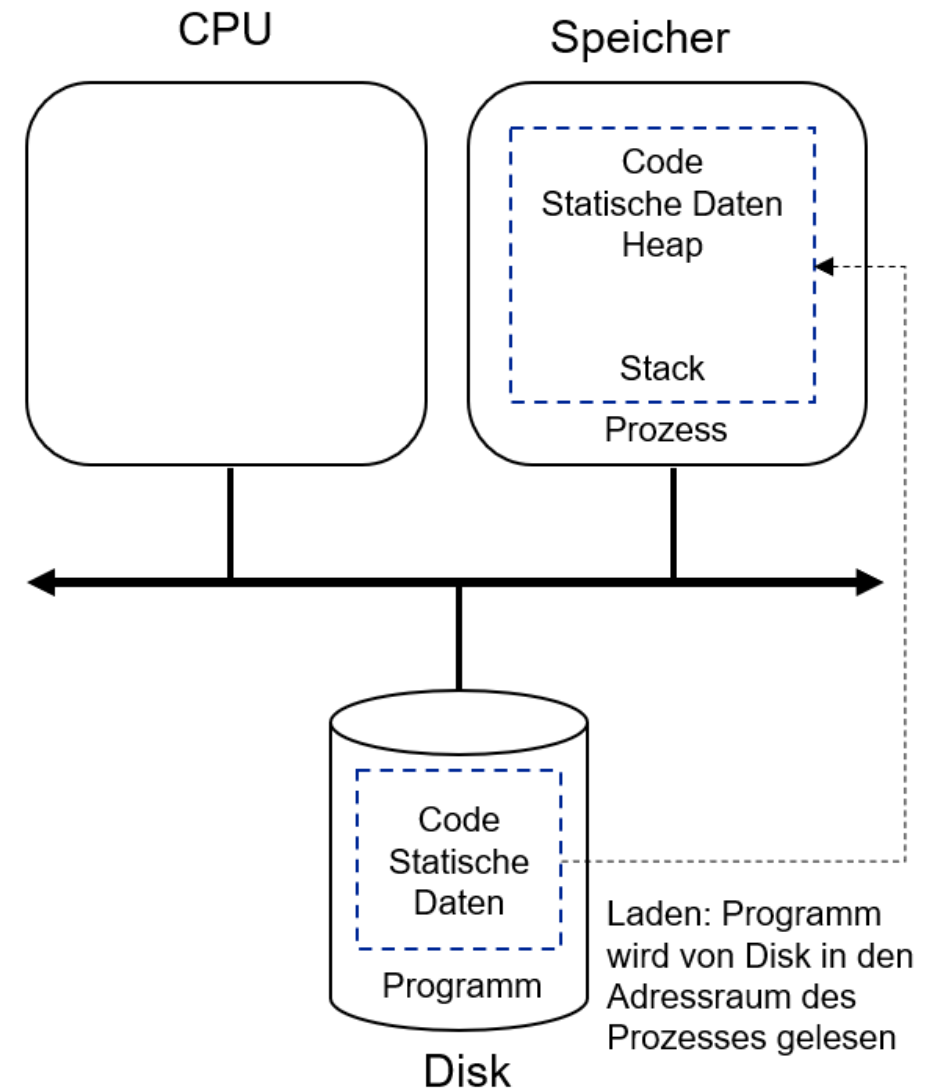 CPU
Speicher
Code
Statische Daten
Heap
Stack
Prozess
Code
Statische
Daten
Programm
Disk
Laden: Programm
wird von Disk in den
Adressraum des
Prozesses gelesen